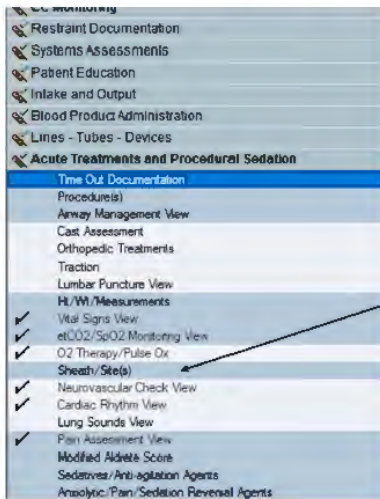 CC Monitoring
Restraint Documentation
Systems Assessments
Patient Education
Intake and Output
Blood Product Administration
Lines - Tubes - Devices
Acute Treatments and Procedural Sedation
Time Out Documentation
Procedure(s)
Airway Management View
Cast Assessment
Orthopedic Treatments
Traction
Lumbar Puncture View
Ht/Wt/Measurements
Vital Signs View
etCO2/SpO2 Monitoring View
O2 Therapy/Pulse Ox
Sheath/Site(s)
Neurovascular Check View
Cardiac Rhythm View
Lung Sounds View
Pain Assessment View
Modified Aldrete Score
Sedatives/Anti-agitation Agents
Anxiolytic/Pain/Sedation Reversal Agents